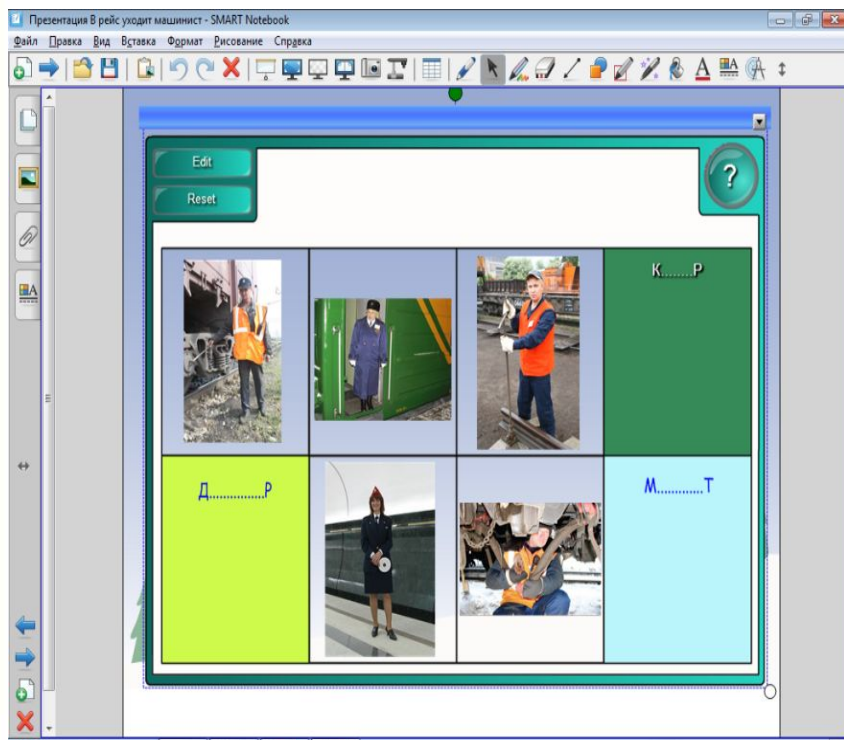 Презентация В рейс уходит машинист - SMART Notebook
Файл Правка Вид Вставка Формат Рисование Справка
Edit
Reset
?
К.......Р
Д...............Р
М............Т